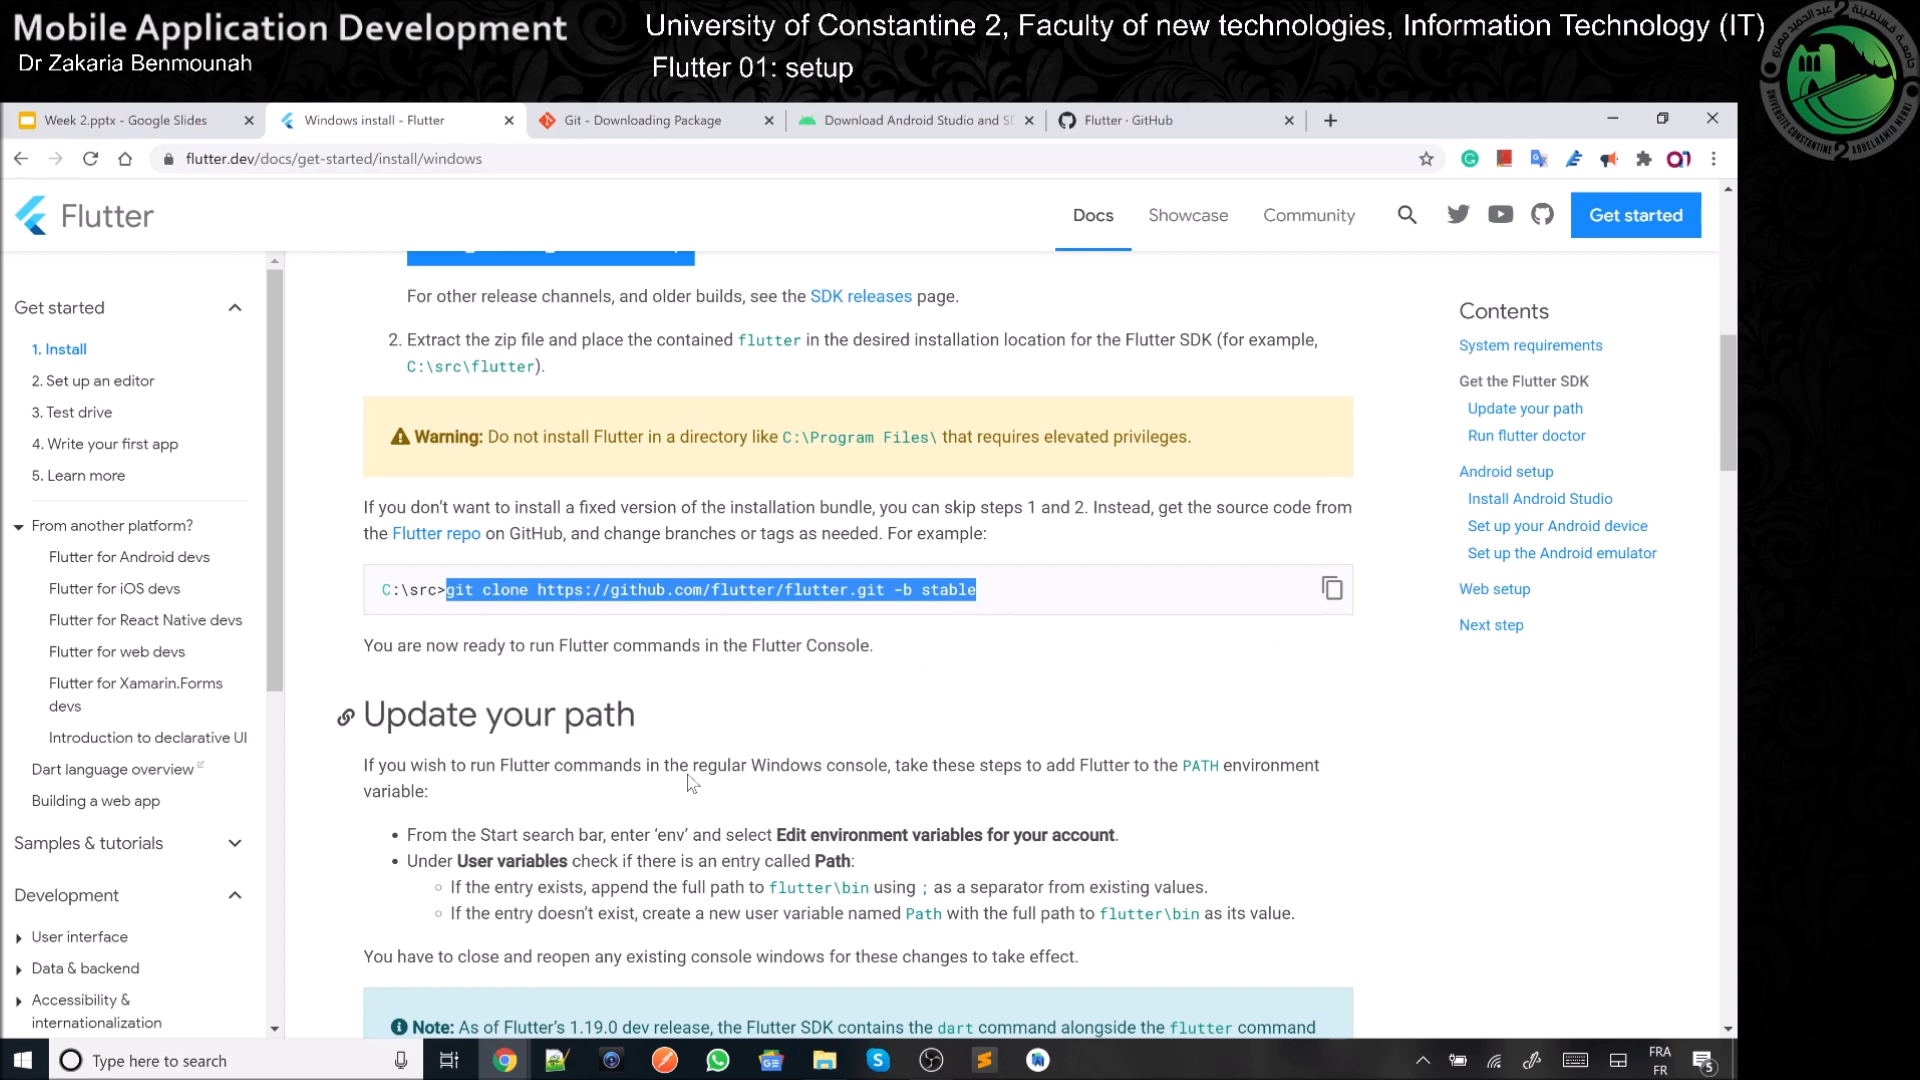 Mobile Application Development
Dr Zakaria Benmounah
University of Constantine 2, Faculty of new technologies, Information Technology (IT)
Flutter 01: setup
Week 2.pptx - Google Slides
Windows install - Flutter
Git - Downloading Package
Download Android Studio and S
Flutter · GitHub
flutter.dev/docs/get-started/install/windows
Flutter
Docs
Showcase
Community
Get started
Get started
1. Install
2. Set up an editor
3. Test drive
4. Write your first app
5. Learn more
From another platform?
Flutter for Android devs
Flutter for iOS devs
Flutter for React Native devs
Flutter for web devs
Flutter for Xamarin.Forms
devs
Introduction to declarative UI
Dart language overview
Building a web app
Samples & tutorials
Development
User interface
Data & backend
Accessibility &
internationalization
For other release channels, and older builds, see the SDK releases page.
2. Extract the zip file and place the contained flutter in the desired installation location for the Flutter SDK (for example,
C:\src\flutter).
Warning: Do not install Flutter in a directory like C:\Program Files\ that requires elevated privileges.
If you don't want to install a fixed version of the installation bundle, you can skip steps 1 and 2. Instead, get the source code from
the Flutter repo on GitHub, and change branches or tags as needed. For example:
C:\src>git clone https://github.com/flutter/flutter.git -b stable
You are now ready to run Flutter commands in the Flutter Console.
Update your path
If you wish to run Flutter commands in the regular Windows console, take these steps to add Flutter to the PATH environment
variable:
• From the Start search bar, enter ‘env’ and select Edit environment variables for your account.
• Under User variables check if there is an entry called Path:
○ If the entry exists, append the full path to flutter\bin using ; as a separator from existing values.
○ If the entry doesn't exist, create a new user variable named Path with the full path to flutter\bin as its value.
You have to close and reopen any existing console windows for these changes to take effect.
Note: As of Flutter's 1.19.0 dev release, the Flutter SDK contains the dart command alongside the flutter command
Contents
System requirements
Get the Flutter SDK
Update your path
Run flutter doctor
Android setup
Install Android Studio
Set up your Android device
Set up the Android emulator
Web setup
Next step
Type here to search
FRA
FR
5